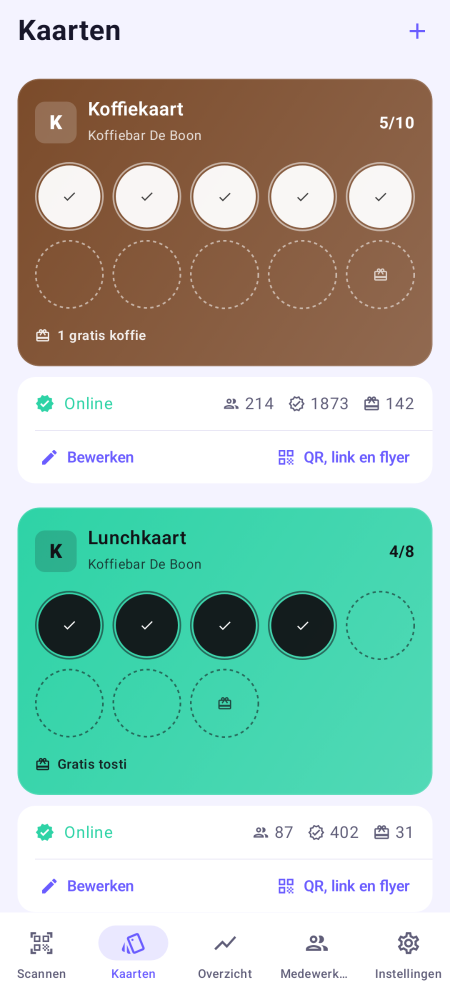 Kaarten
K
Koffiekaart
Koffiebar De Boon
5/10
1 gratis koffie
Online 214 1873 142
Bewerken QR, link en flyer
K
Lunchkaart
Koffiebar De Boon
4/8
Gratis tosti
Online 87 402 31
Bewerken QR, link en flyer
Scannen Kaarten Overzicht Medewerk... Instellingen